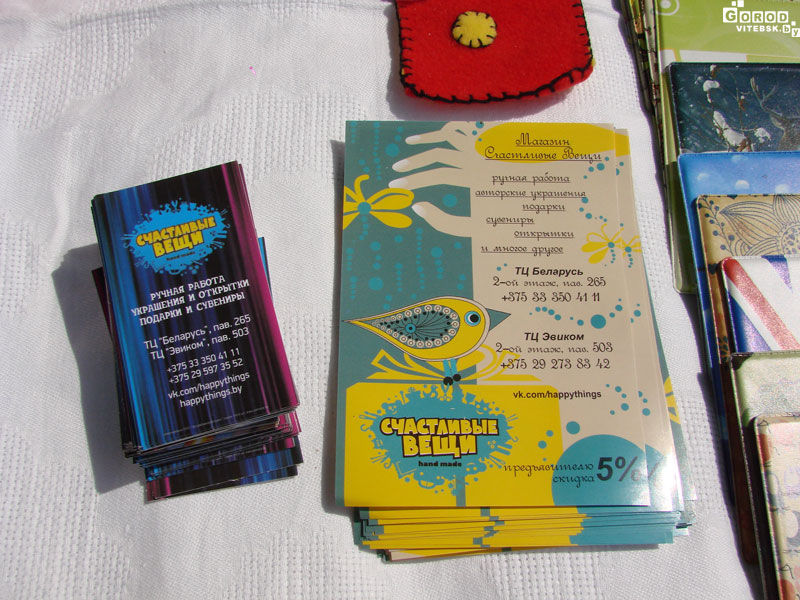 GOROD
VITEBSK.by
СЧАСТЛИВЫЕ
ВЕЩИ
hand made
РУЧНАЯ РАБОТА
УКРАШЕНИЯ И ОТКРЫТКИ
ПОДАРКИ И СУВЕНИРЫ
ТЦ "Беларусь", пав. 265
ТЦ "Эвиком", пав. 503
+375 33 350 41 11
+375 29 597 35 52
vk.com/happythings
happythings.by
Магазин
Счастливые Вещи
ручная работа
авторские украшения
подарки
сувениры
открытки
и многое другое
ТЦ Беларусь
2-ой этаж, пав. 265
+375 33 350 41 11
ТЦ Эвиком
2-ой этаж, пав. 503
+375 29 273 83 42
vk.com/happythings
СЧАСТЛИВЫЕ
ВЕЩИ
hand made
предъявителю
скидка 5%